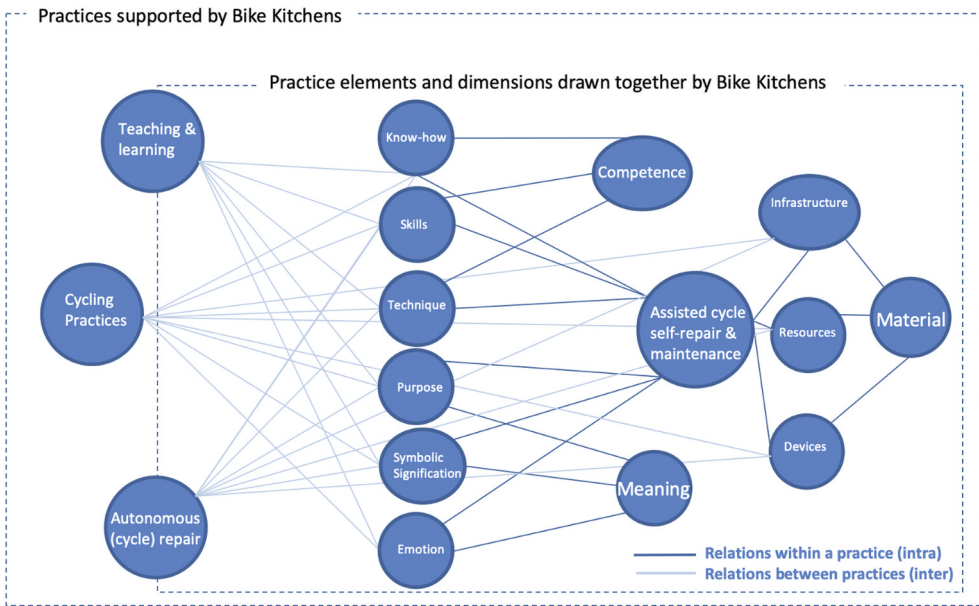 Practices supported by Bike Kitchens
Practice elements and dimensions drawn together by Bike Kitchens
Teaching &
learning
Cycling
Practices
Autonomous
(cycle) repair
Know-how
Skills
Technique
Purpose
Symbolic
Signification
Emotion
Competence
Assisted cycle
self-repair &
maintenance
Meaning
Infrastructure
Resources
Devices
Material
Relations within a practice (intra)
Relations between practices (inter)